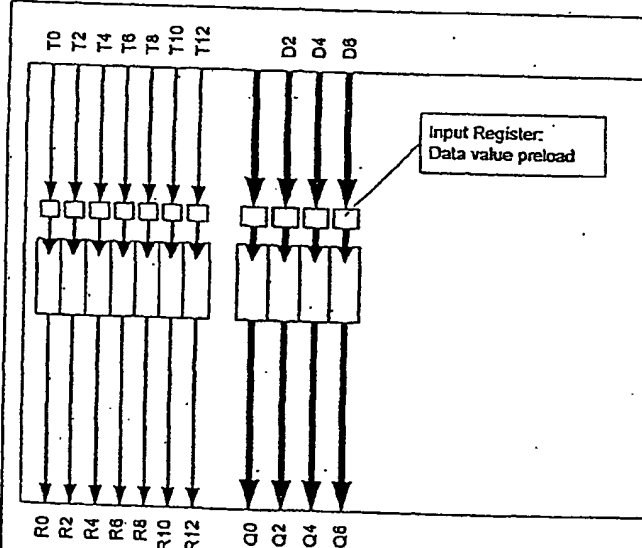 T0
T2
T4
T6
T8
T10
T12
D2
D4
D6
Input Register:
Data value preload
R0
R2
R4
R6
R8
R10
R12
Q0
Q2
Q4
Q6